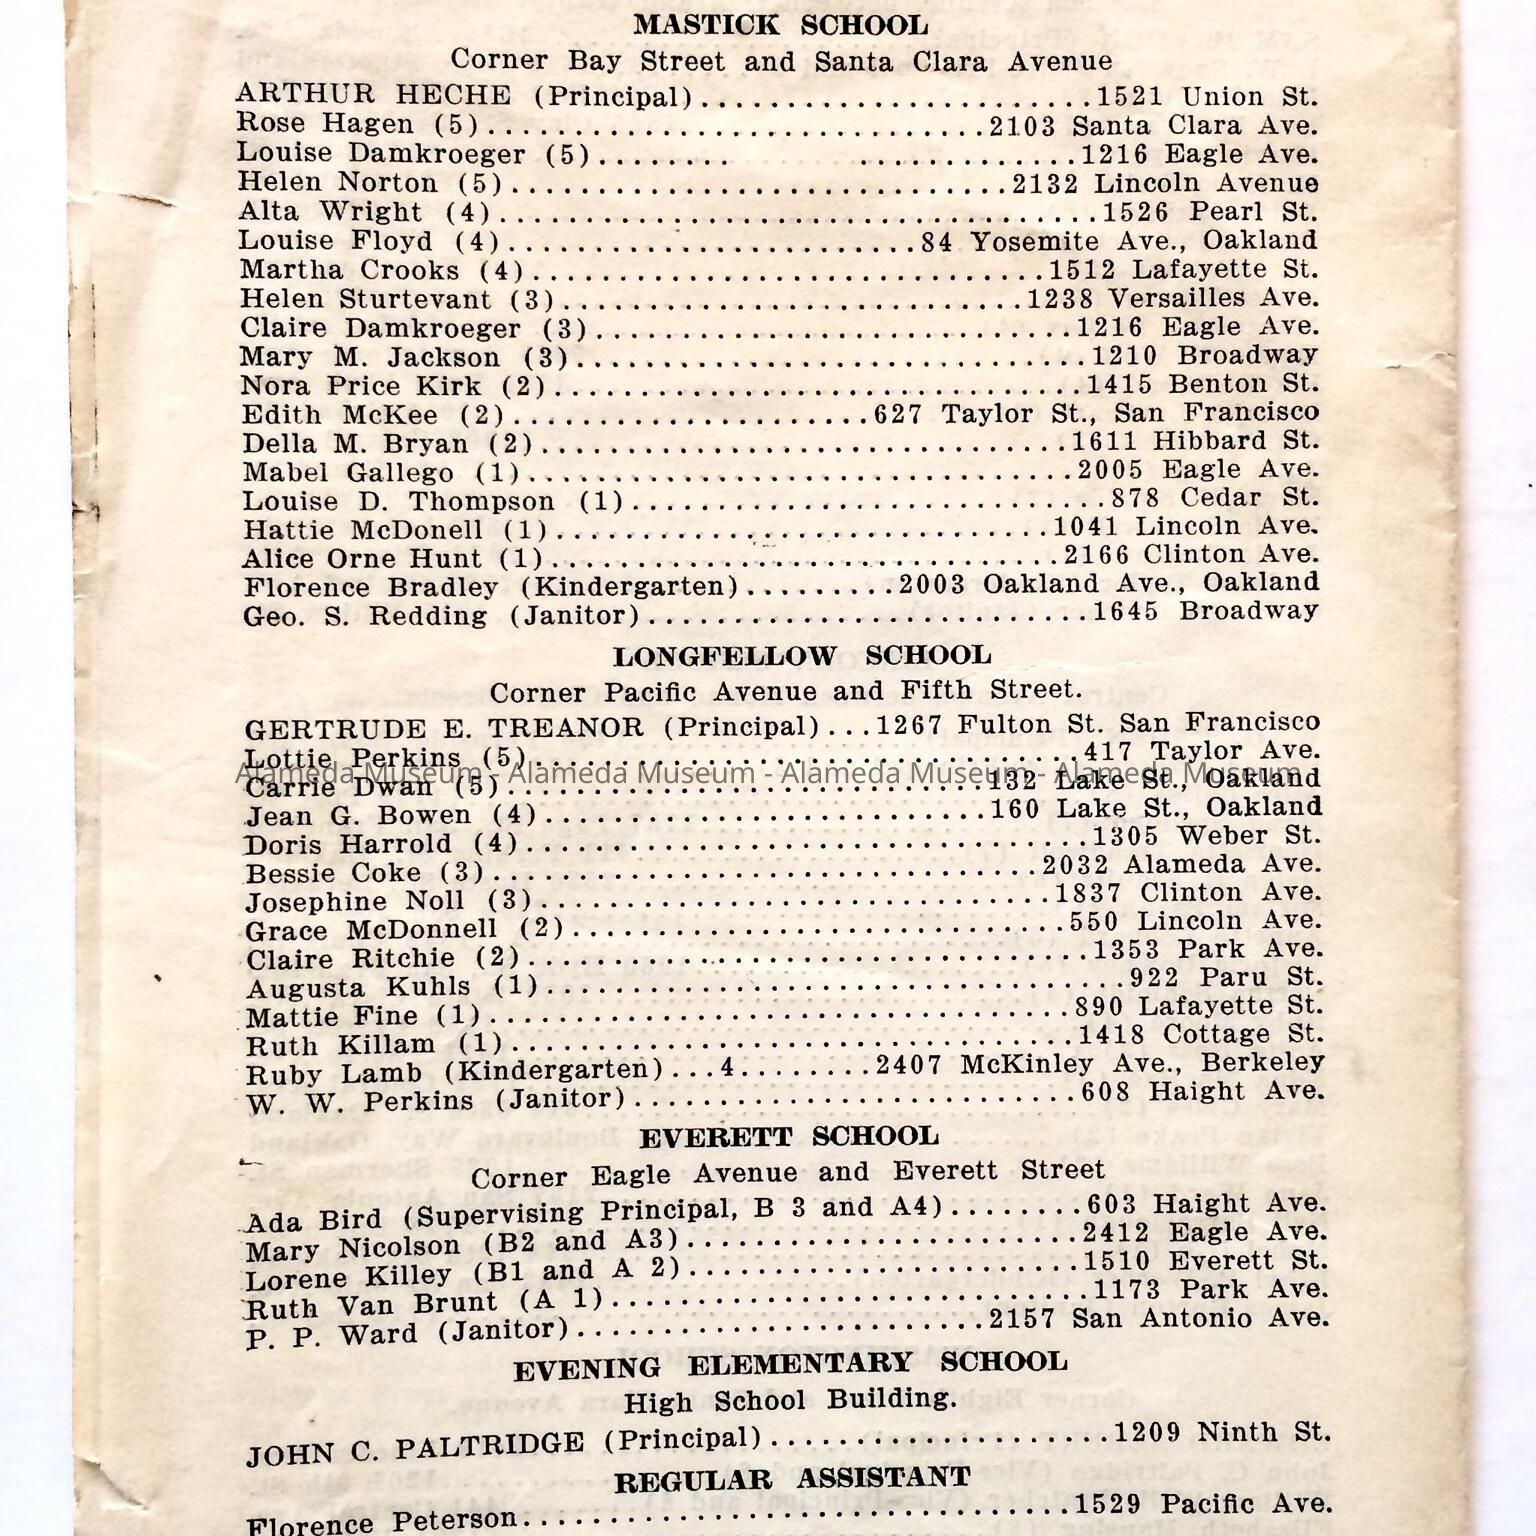 MASTICK SCHOOL
Corner Bay Street and Santa Clara Avenue
ARTHUR HECHE (Principal)......................1521 Union St.
Rose Hagen (5).............................2103 Santa Clara Ave.
Louise Damkroeger (5)........ .............1216 Eagle Ave.
Helen Norton (5).............................2132 Lincoln Avenue
Alta Wright (4)...................................1526 Pearl St.
Louise Floyd (4)........................84 Yosemite Ave., Oakland
Martha Crooks (4)..............................1512 Lafayette St.
Helen Sturtevant (3)...........................1238 Versailles Ave.
Claire Damkroeger (3)............................1216 Eagle Ave.
Mary M. Jackson (3)..............................1210 Broadway
Nora Price Kirk (2)...............................1415 Benton St.
Edith McKee (2).....................627 Taylor St., San Francisco
Della M. Bryan (2)...............................1611 Hibbard St.
Mabel Gallego (1)................................2005 Eagle Ave.
Louise D. Thompson (1)............................878 Cedar St.
Hattie McDonell (1).............................1041 Lincoln Ave.
Alice Orne Hunt (1)..............................2166 Clinton Ave.
Florence Bradley (Kindergarten).........2003 Oakland Ave., Oakland
Geo. S. Redding (Janitor)..........................1645 Broadway
LONGFELLOW SCHOOL
Corner Pacific Avenue and Fifth Street.
GERTRUDE E. TREANOR (Principal)...1267 Fulton St. San Francisco
Lottie Perkins (5)................................417 Taylor Ave.
Alameda Museum - Alameda Museum - Alameda Museum - Alameda Museum
Carrie Dwan (5)............................132 Lake St., Oakland
Jean G. Bowen (4)..........................160 Lake St., Oakland
Doris Harrold (4).................................1305 Weber St.
Bessie Coke (3)................................2032 Alameda Ave.
Josephine Noll (3)..............................1837 Clinton Ave.
Grace McDonnell (2).............................550 Lincoln Ave.
Claire Ritchie (2).................................1353 Park Ave.
Augusta Kuhls (1)..................................922 Paru St.
Mattie Fine (1)..................................890 Lafayette St.
Ruth Killam (1).................................1418 Cottage St.
Ruby Lamb (Kindergarten)...4........2407 McKinley Ave., Berkeley
W. W. Perkins (Janitor)..........................608 Haight Ave.
EVERETT SCHOOL
Corner Eagle Avenue and Everett Street
Ada Bird (Supervising Principal, B 3 and A4)........603 Haight Ave.
Mary Nicolson (B2 and A3).......................2412 Eagle Ave.
Lorene Killey (B1 and A 2).......................1510 Everett St.
Ruth Van Brunt (A 1)............................1173 Park Ave.
P. P. Ward (Janitor)........................2157 San Antonio Ave.
EVENING ELEMENTARY SCHOOL
High School Building.
JOHN C. PALTRIDGE (Principal)....................1209 Ninth St.
REGULAR ASSISTANT
Florence Peterson................................1529 Pacific Ave.